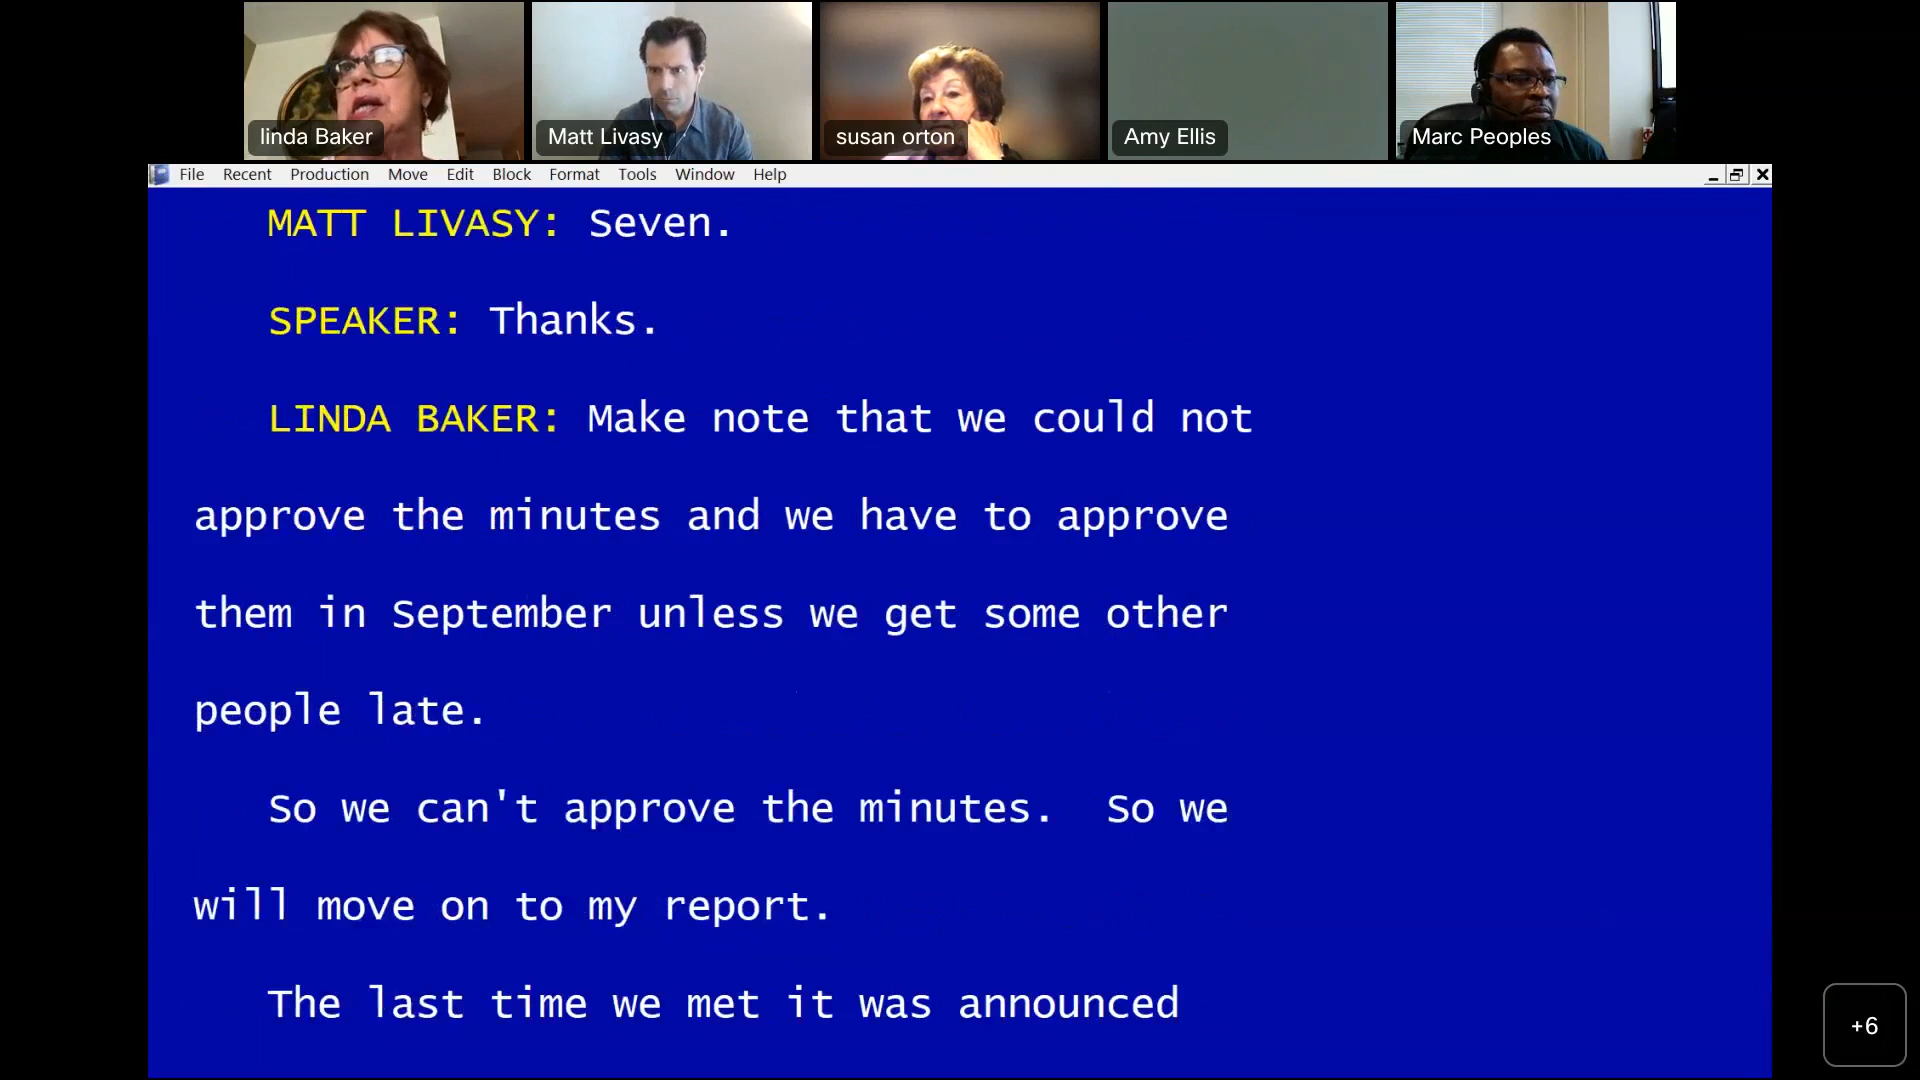 linda Baker
Matt Livasy
susan orton
Amy Ellis
Marc Peoples
File Recent Production Move Edit Block Format Tools Window Help
MATT LIVASY: Seven.
SPEAKER: Thanks.
LINDA BAKER: Make note that we could not
approve the minutes and we have to approve
them in September unless we get some other
people late.
So we can't approve the minutes.  So we
will move on to my report.
The last time we met it was announced
+6